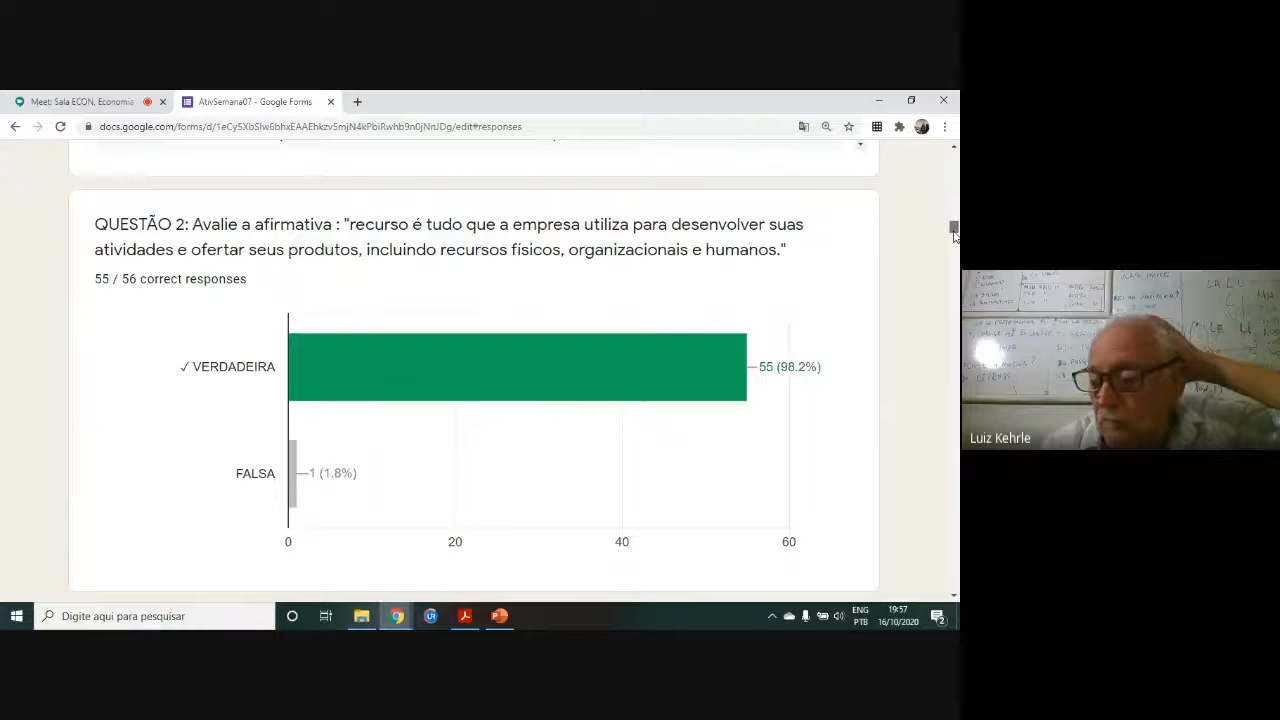 Meet: Sala ECON, Economia
AtivSemana07 - Google Forms
docs.google.com/forms/d/1eCy5XbSlw6bhxEAAEhkzv5mjN4kPbiRwhb9n0jNnJDg/edit#responses
QUESTÃO 2: Avalie a afirmativa : "recurso é tudo que a empresa utiliza para desenvolver suas
atividades e ofertar seus produtos, incluindo recursos físicos, organizacionais e humanos."
55 / 56 correct responses
✓ VERDADEIRA
55 (98.2%)
FALSA
1 (1.8%)
0 20 40 60
Luiz Kehrle
Digite aqui para pesquisar
ENG
PTB
19:57
16/10/2020
2